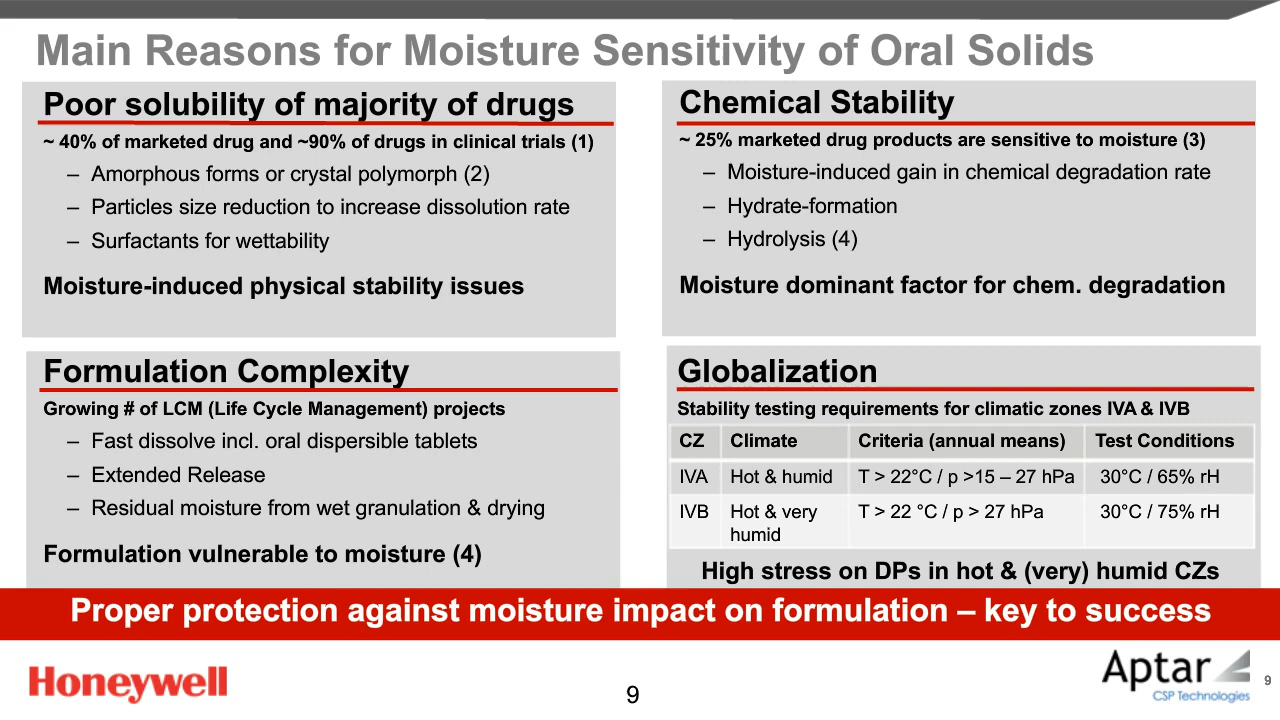 Main Reasons for Moisture Sensitivity of Oral Solids
Poor solubility of majority of drugs
~ 40% of marketed drug and ~90% of drugs in clinical trials (1)
– Amorphous forms or crystal polymorph (2)
– Particles size reduction to increase dissolution rate
– Surfactants for wettability
Moisture-induced physical stability issues
Chemical Stability
~ 25% marketed drug products are sensitive to moisture (3)
– Moisture-induced gain in chemical degradation rate
– Hydrate-formation
– Hydrolysis (4)
Moisture dominant factor for chem. degradation
Formulation Complexity
Growing # of LCM (Life Cycle Management) projects
– Fast dissolve incl. oral dispersible tablets
– Extended Release
– Residual moisture from wet granulation & drying
Formulation vulnerable to moisture (4)
Globalization
Stability testing requirements for climatic zones IVA & IVB
CZ Climate Criteria (annual means) Test Conditions
IVA Hot & humid T > 22°C / p >15 – 27 hPa 30°C / 65% rH
IVB Hot & very T > 22 °C / p > 27 hPa 30°C / 75% rH
humid
High stress on DPs in hot & (very) humid CZs
Proper protection against moisture impact on formulation – key to success
Honeywell
9
Aptar
CSP Technologies
9